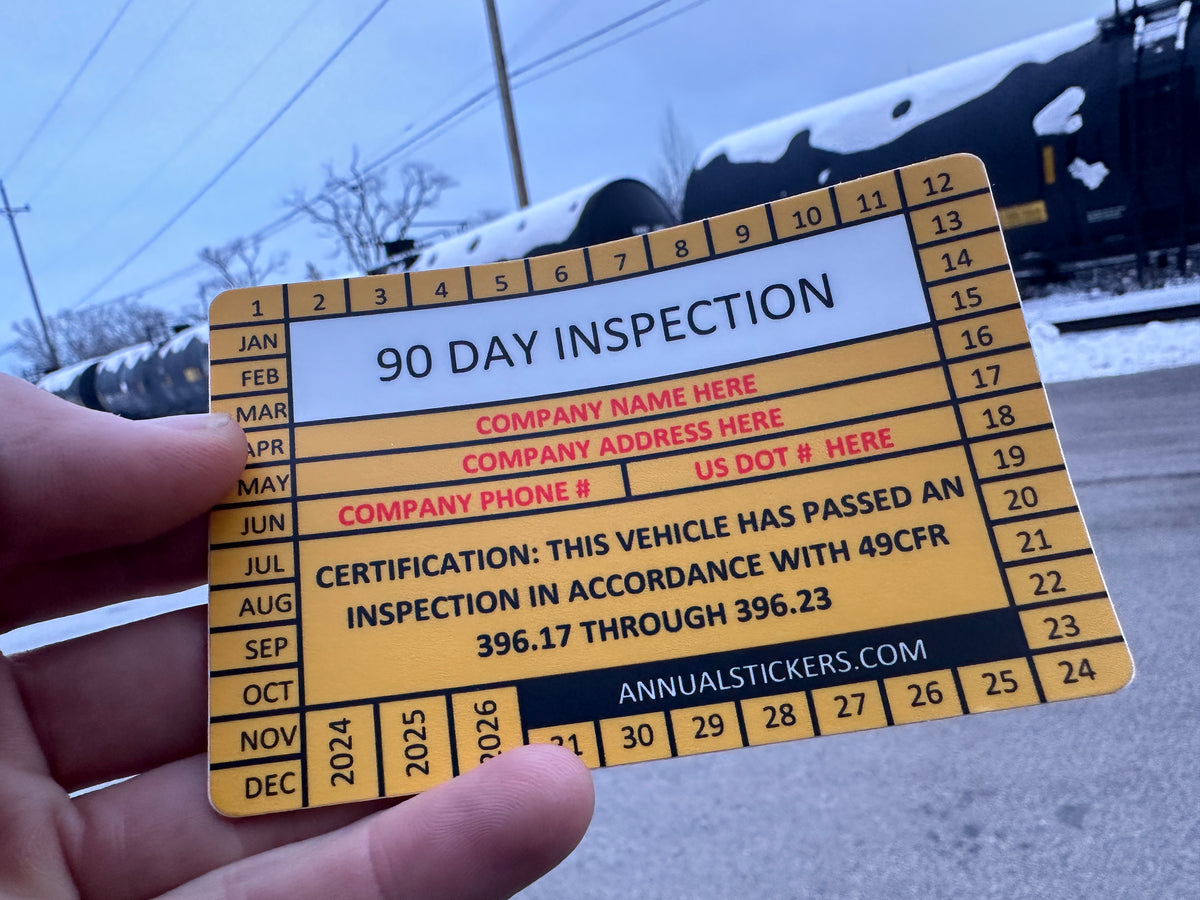 1 2 3 4 5 6 7 8 9 10 11 12
JAN
FEB
MAR
APR
MAY
JUN
JUL
AUG
SEP
OCT
NOV
DEC
90 DAY INSPECTION
COMPANY NAME HERE
COMPANY ADDRESS HERE
COMPANY PHONE # US DOT # HERE
CERTIFICATION: THIS VEHICLE HAS PASSED AN
INSPECTION IN ACCORDANCE WITH 49CFR
396.17 THROUGH 396.23
ANNUALSTICKERS.COM
13
14
15
16
17
18
19
20
21
22
23
2024 2025 2026 31 30 29 28 27 26 25 24